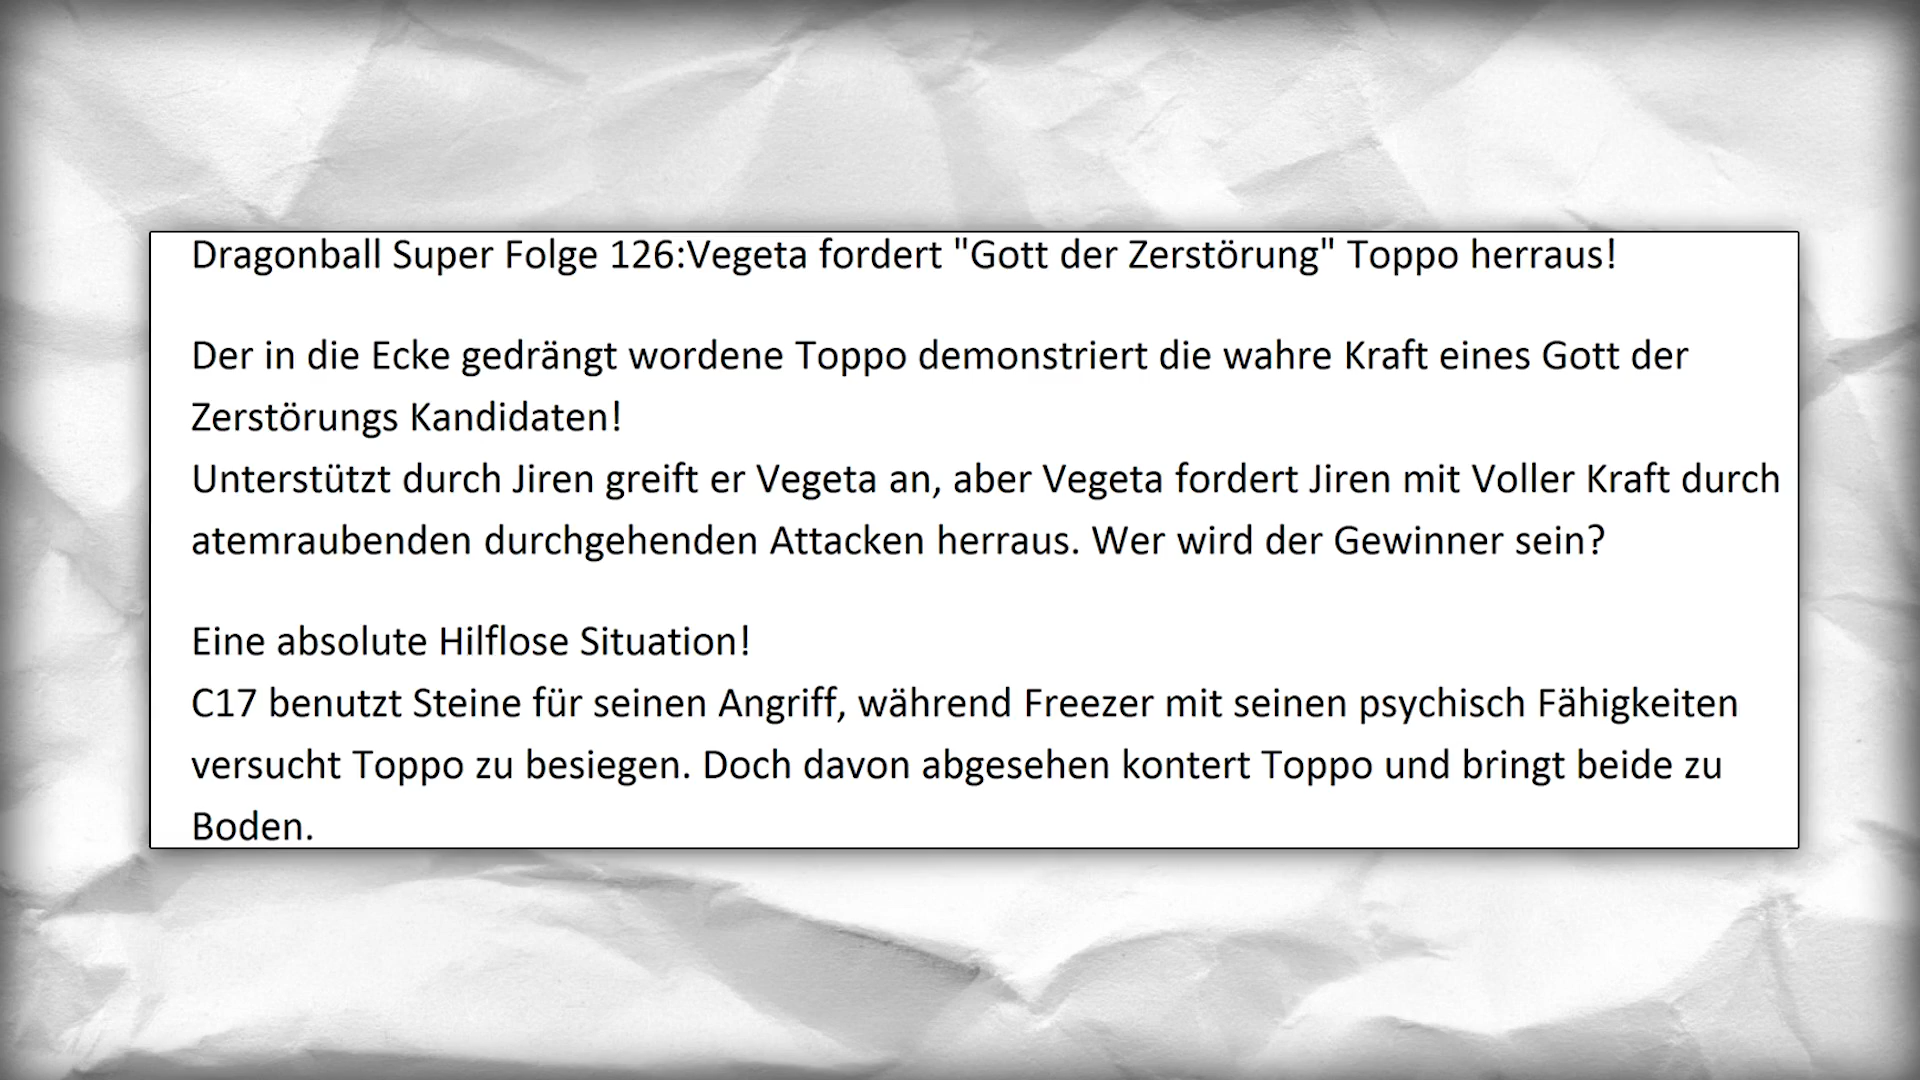 Dragonball Super Folge 126:Vegeta fordert "Gott der Zerstörung" Toppo herraus!
Der in die Ecke gedrängt wordene Toppo demonstriert die wahre Kraft eines Gott der
Zerstörungs Kandidaten!
Unterstützt durch Jiren greift er Vegeta an, aber Vegeta fordert Jiren mit Voller Kraft durch
atemraubenden durchgehenden Attacken herraus. Wer wird der Gewinner sein?
Eine absolute Hilflose Situation!
C17 benutzt Steine für seinen Angriff, während Freezer mit seinen psychisch Fähigkeiten
versucht Toppo zu besiegen. Doch davon abgesehen kontert Toppo und bringt beide zu
Boden.